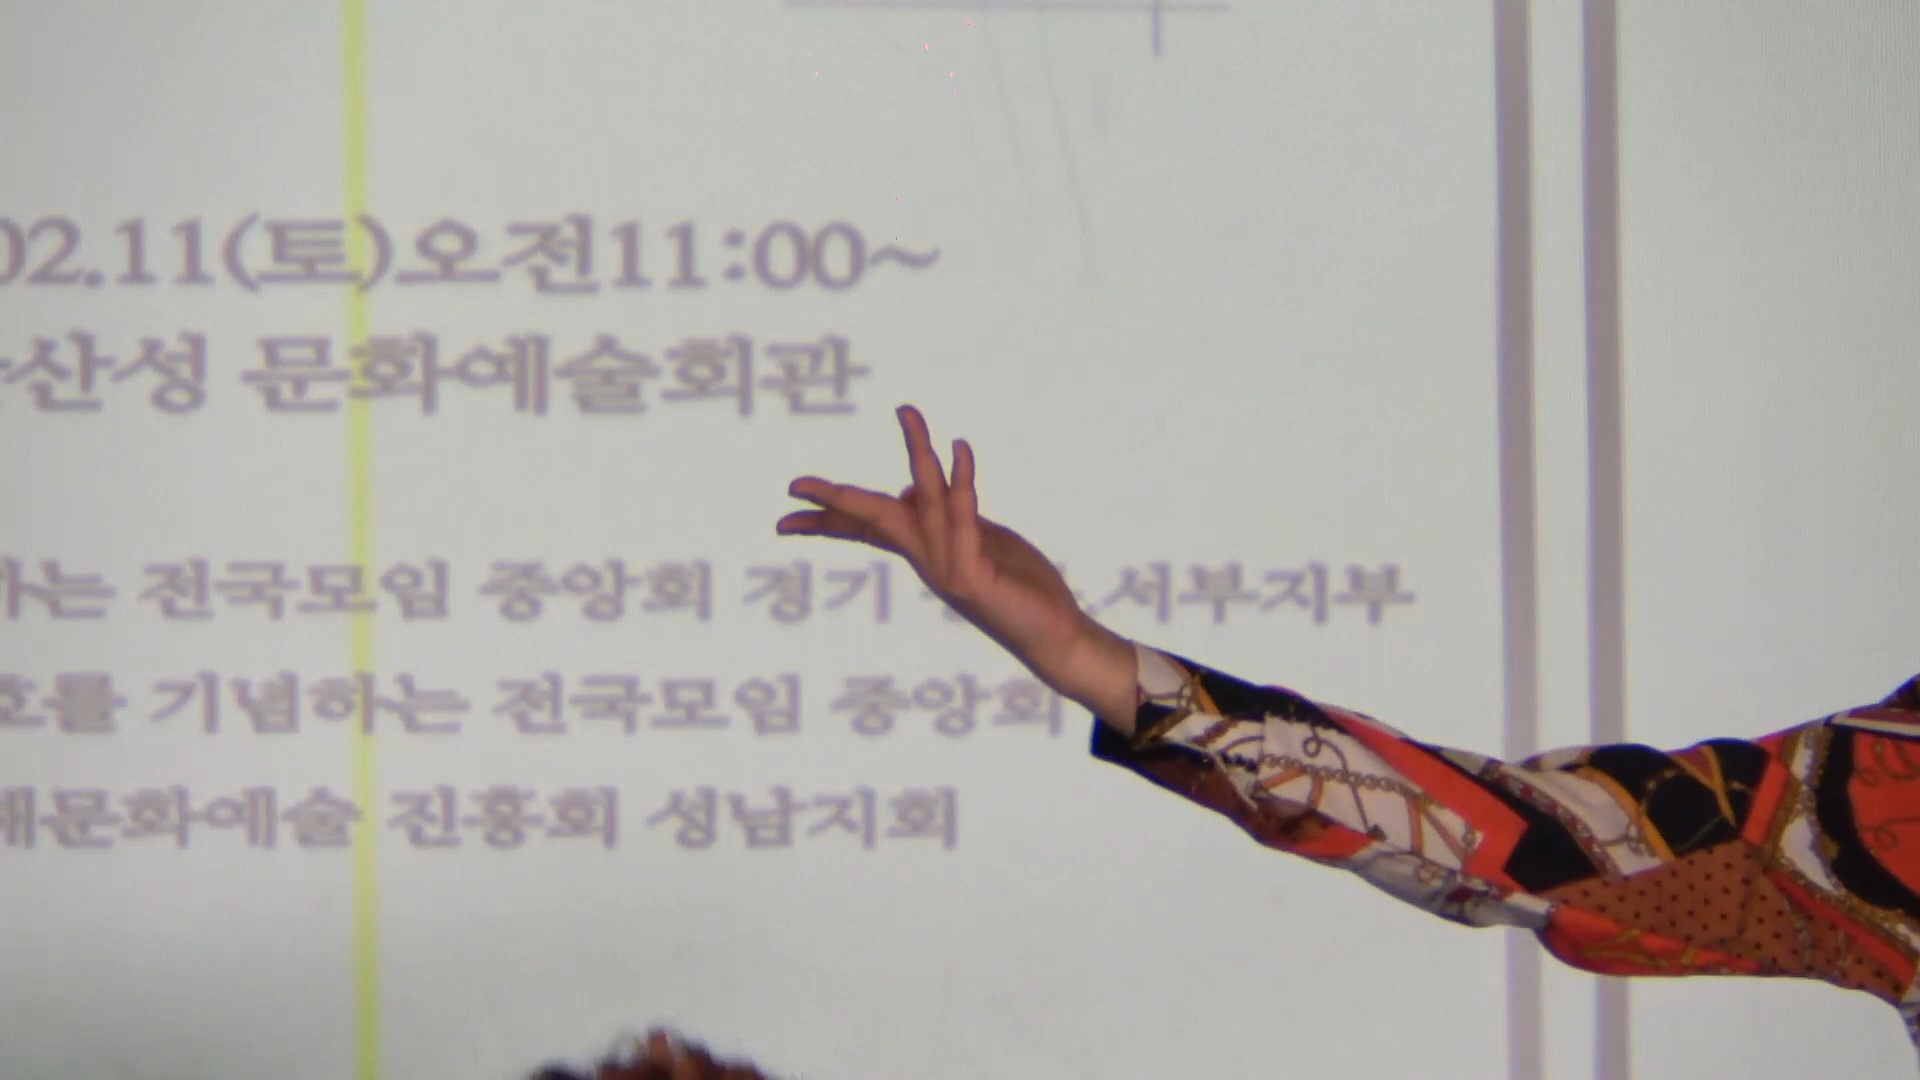 02.11(토)오전11:00~
산성 문화예술회관
하는 전국모임 중앙회 경기 서부지부
호를 기념하는 전국모임 중앙회
문화예술 진흥회 성남지회